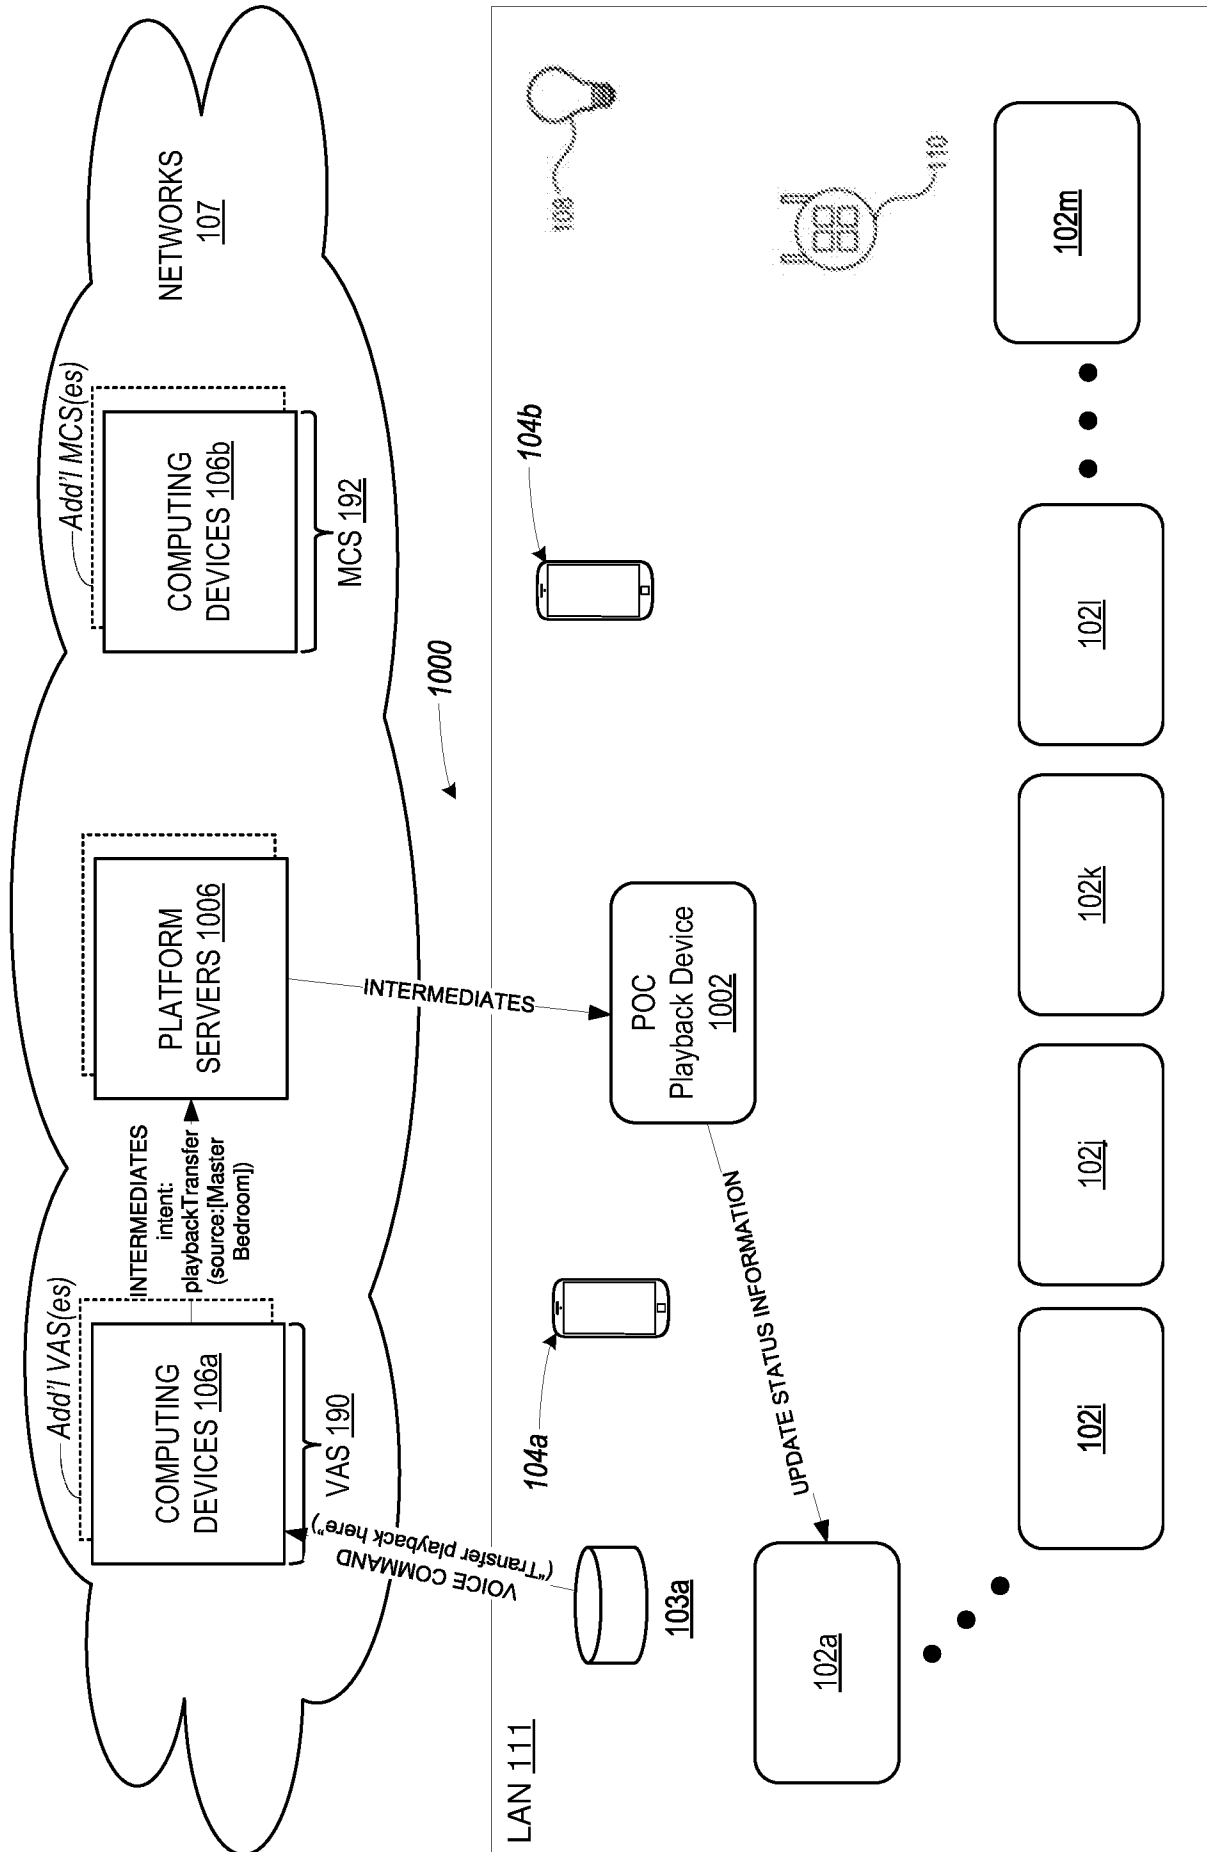 NETWORKS
107
Add'l VAS(es)
COMPUTING
DEVICES 106a
VAS 190
INTERMEDIATES
intent:
playbackTransfer
(source:[Master
Bedroom])
PLATFORM
SERVERS 1006
Add'l MCS(es)
COMPUTING
DEVICES 106b
MCS 192
1000
VOICE COMMAND
("Transfer playback here")
INTERMEDIATES
LAN 111
103a
104a
104b
108
110
POC
Playback Device
1002
UPDATE STATUS INFORMATION
102a
102i
102j
102k
102l
102m